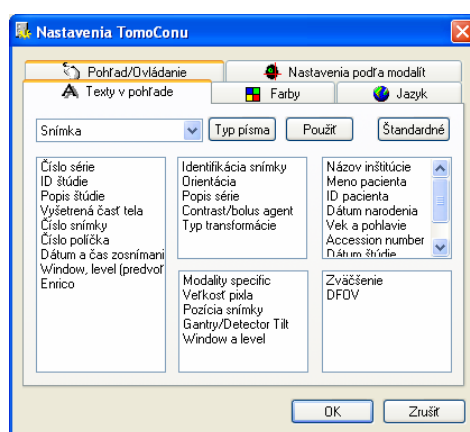 Nastavenia TomoConu
Pohľad/Ovládanie
Nastavenia podľa modalít
Texty v pohľade
Farby
Jazyk
Snímka
Typ písma
Použiť
Štandardné
Číslo série
ID štúdie
Popis štúdie
Vyšetrená časť tela
Číslo snímky
Číslo políčka
Dátum a čas zosnímani
Window, level (predvoľ
Enrico
Identifikácia snímky
Orientácia
Popis série
Contrast/bolus agent
Typ transformácie
Názov inštitúcie
Meno pacienta
ID pacienta
Dátum narodenia
Vek a pohlavie
Accession number
Dátum štúdie
Modality specific
Veľkosť pixla
Pozícia snímky
Gantry/Detector Tilt
Window a level
Zväčšenie
DFOV
OK
Zrušiť